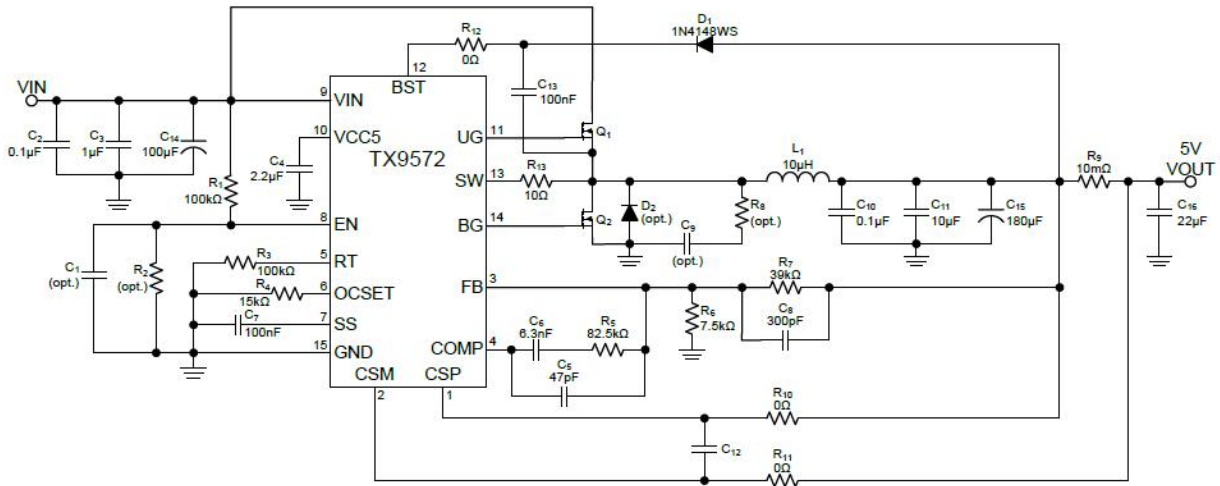 VIN
C2
0.1μF
C3
1μF
C14
100μF
R1
100kΩ
C1
(opt.)
R2
(opt.)
C4
2.2μF
R3
100kΩ
R4
15kΩ
C7
100nF
9
VIN
10
VCC5
8
EN
5
RT
6
OCSET
7
SS
15
GND
TX9572
12
BST
UG
11
SW
13
BG
14
FB
3
COMP
4
CSM
2
CSP
1
R12
0Ω
C13
100nF
D1
1N4148WS
Q1
R13
10Ω
Q2
D2
(opt.)
C9
(opt.)
R8
(opt.)
L1
10μH
C10
0.1μF
C11
10μF
C15
180μF
R9
10mΩ
5V
VOUT
C16
22μF
R7
39kΩ
C8
300pF
R6
7.5kΩ
C6
6.3nF
R5
82.5kΩ
C5
47pF
R10
0Ω
C12
R11
0Ω